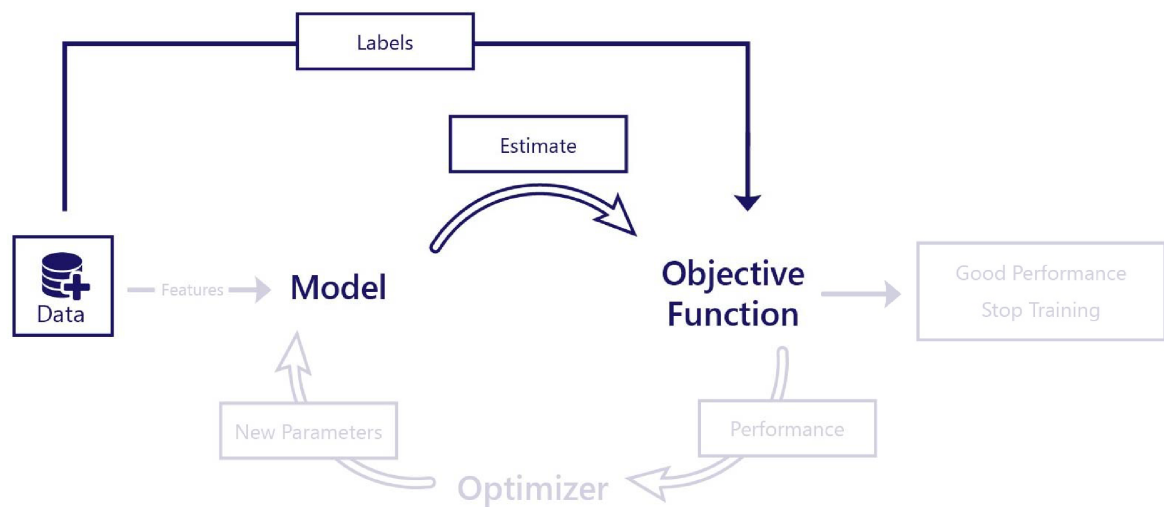 Labels
Estimate
Data
Features
Model
Objective
Function
Good Performance
Stop Training
New Parameters
Performance
Optimizer